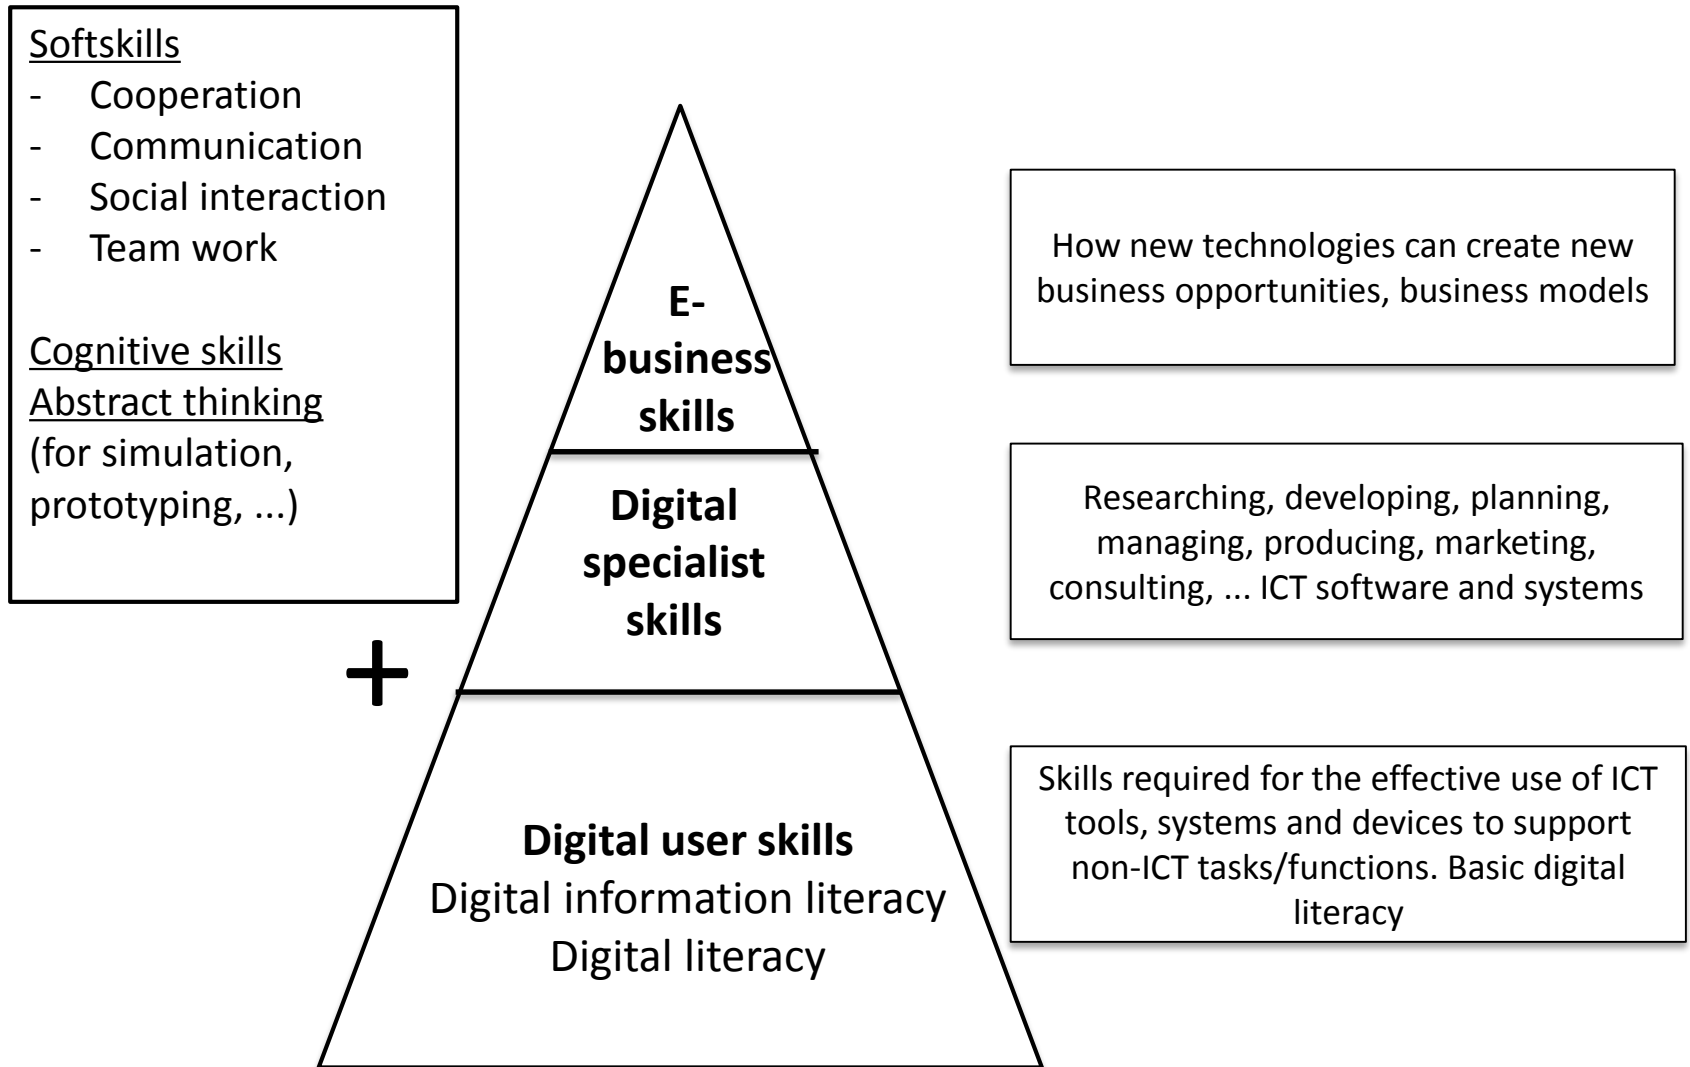 Softskills
- Cooperation
- Communication
- Social interaction
- Team work
Cognitive skills
Abstract thinking
(for simulation,
prototyping, ...)
+
E-
business
skills
Digital
specialist
skills
Digital user skills
Digital information literacy
Digital literacy
How new technologies can create new
business opportunities, business models
Researching, developing, planning,
managing, producing, marketing,
consulting, ... ICT software and systems
Skills required for the effective use of ICT
tools, systems and devices to support
non-ICT tasks/functions. Basic digital
literacy